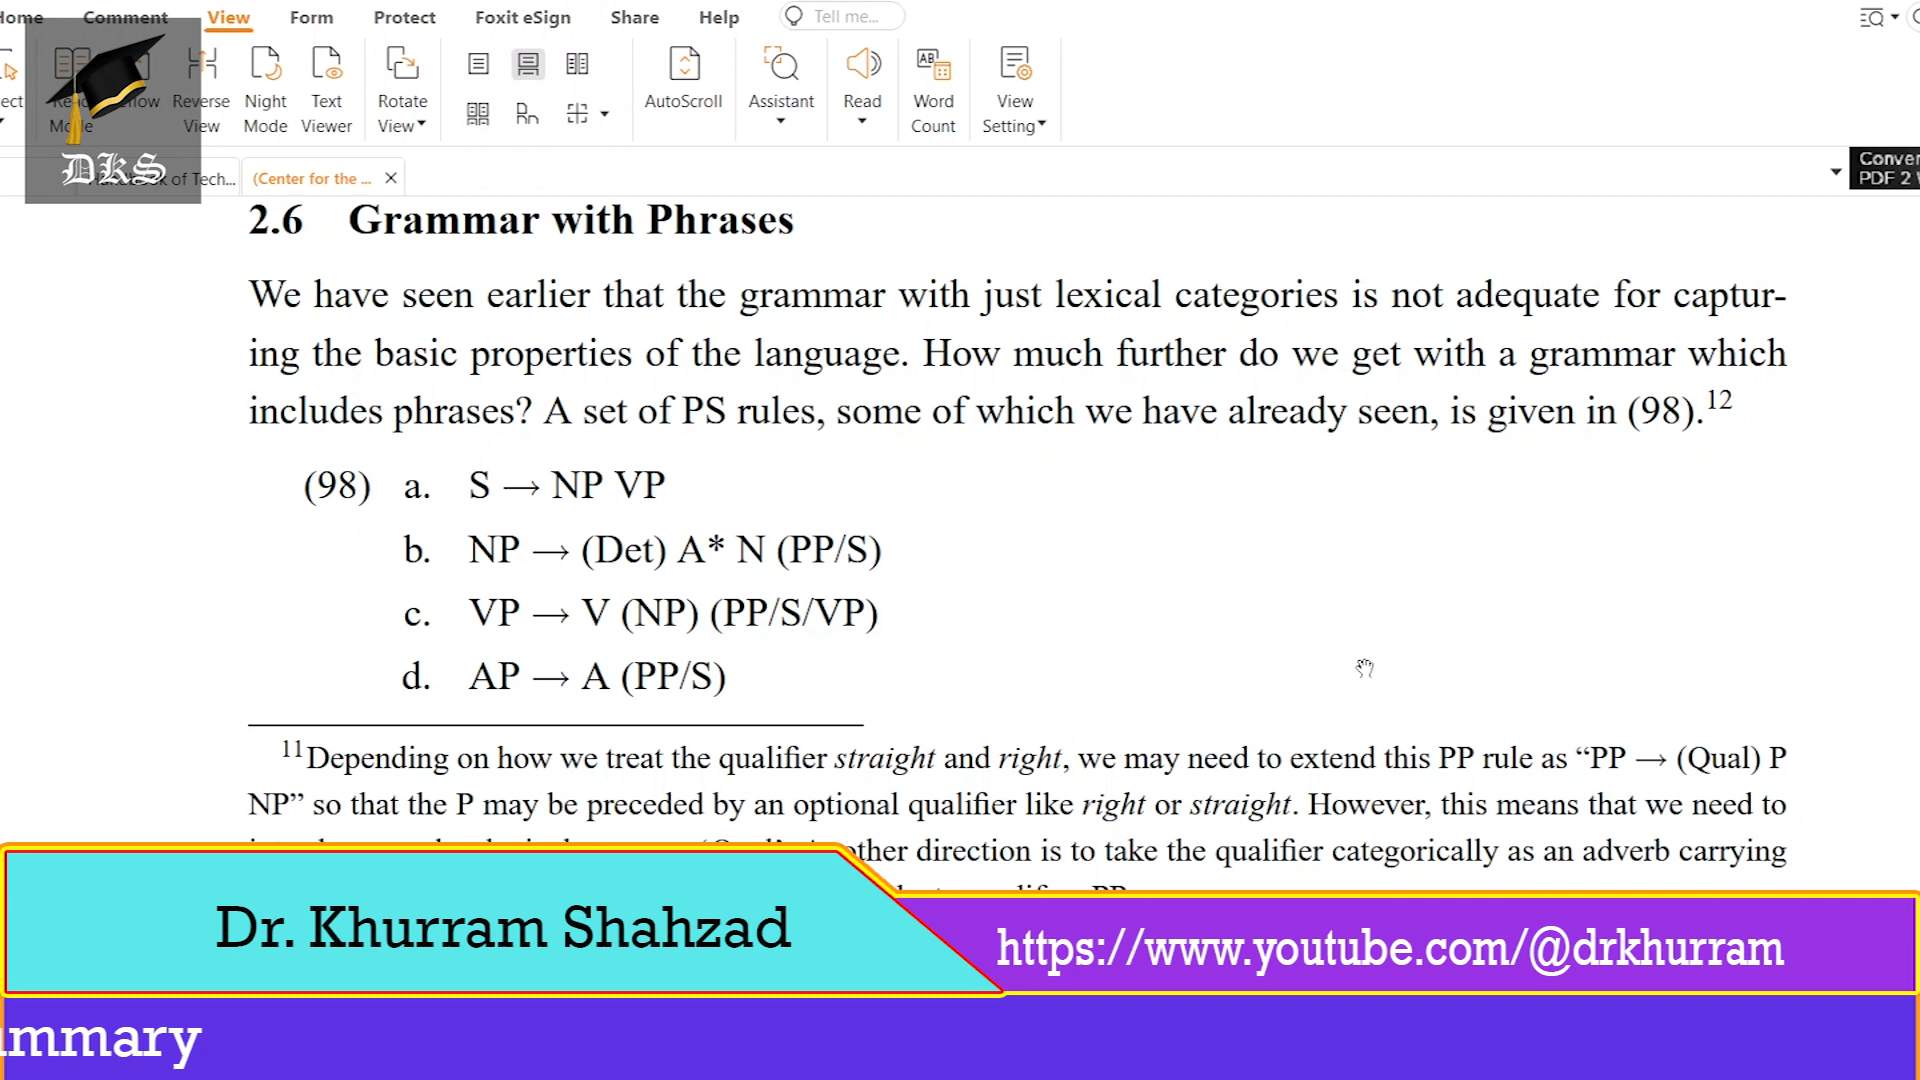 Home Comment View Form Protect Foxit eSign Share Help Tell me...
Reverse View
Night Mode
Text Viewer
Rotate View
AutoScroll
Assistant
Read
Word Count
View Setting
DKS
of Tech...
(Center for the ...
PDF 2
2.6 Grammar with Phrases
We have seen earlier that the grammar with just lexical categories is not adequate for captur-
ing the basic properties of the language. How much further do we get with a grammar which
includes phrases? A set of PS rules, some of which we have already seen, is given in (98).12
(98) a. S → NP VP
b. NP → (Det) A* N (PP/S)
c. VP → V (NP) (PP/S/VP)
d. AP → A (PP/S)
11Depending on how we treat the qualifier straight and right, we may need to extend this PP rule as “PP → (Qual) P
NP” so that the P may be preceded by an optional qualifier like right or straight. However, this means that we need to
other direction is to take the qualifier categorically as an adverb carrying
Dr. Khurram Shahzad
https://www.youtube.com/@drkhurram
mmary